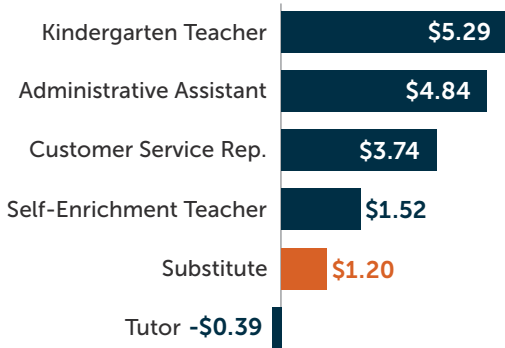 Kindergarten Teacher $5.29
Administrative Assistant $4.84
Customer Service Rep. $3.74
Self-Enrichment Teacher $1.52
Substitute $1.20
Tutor -$0.39